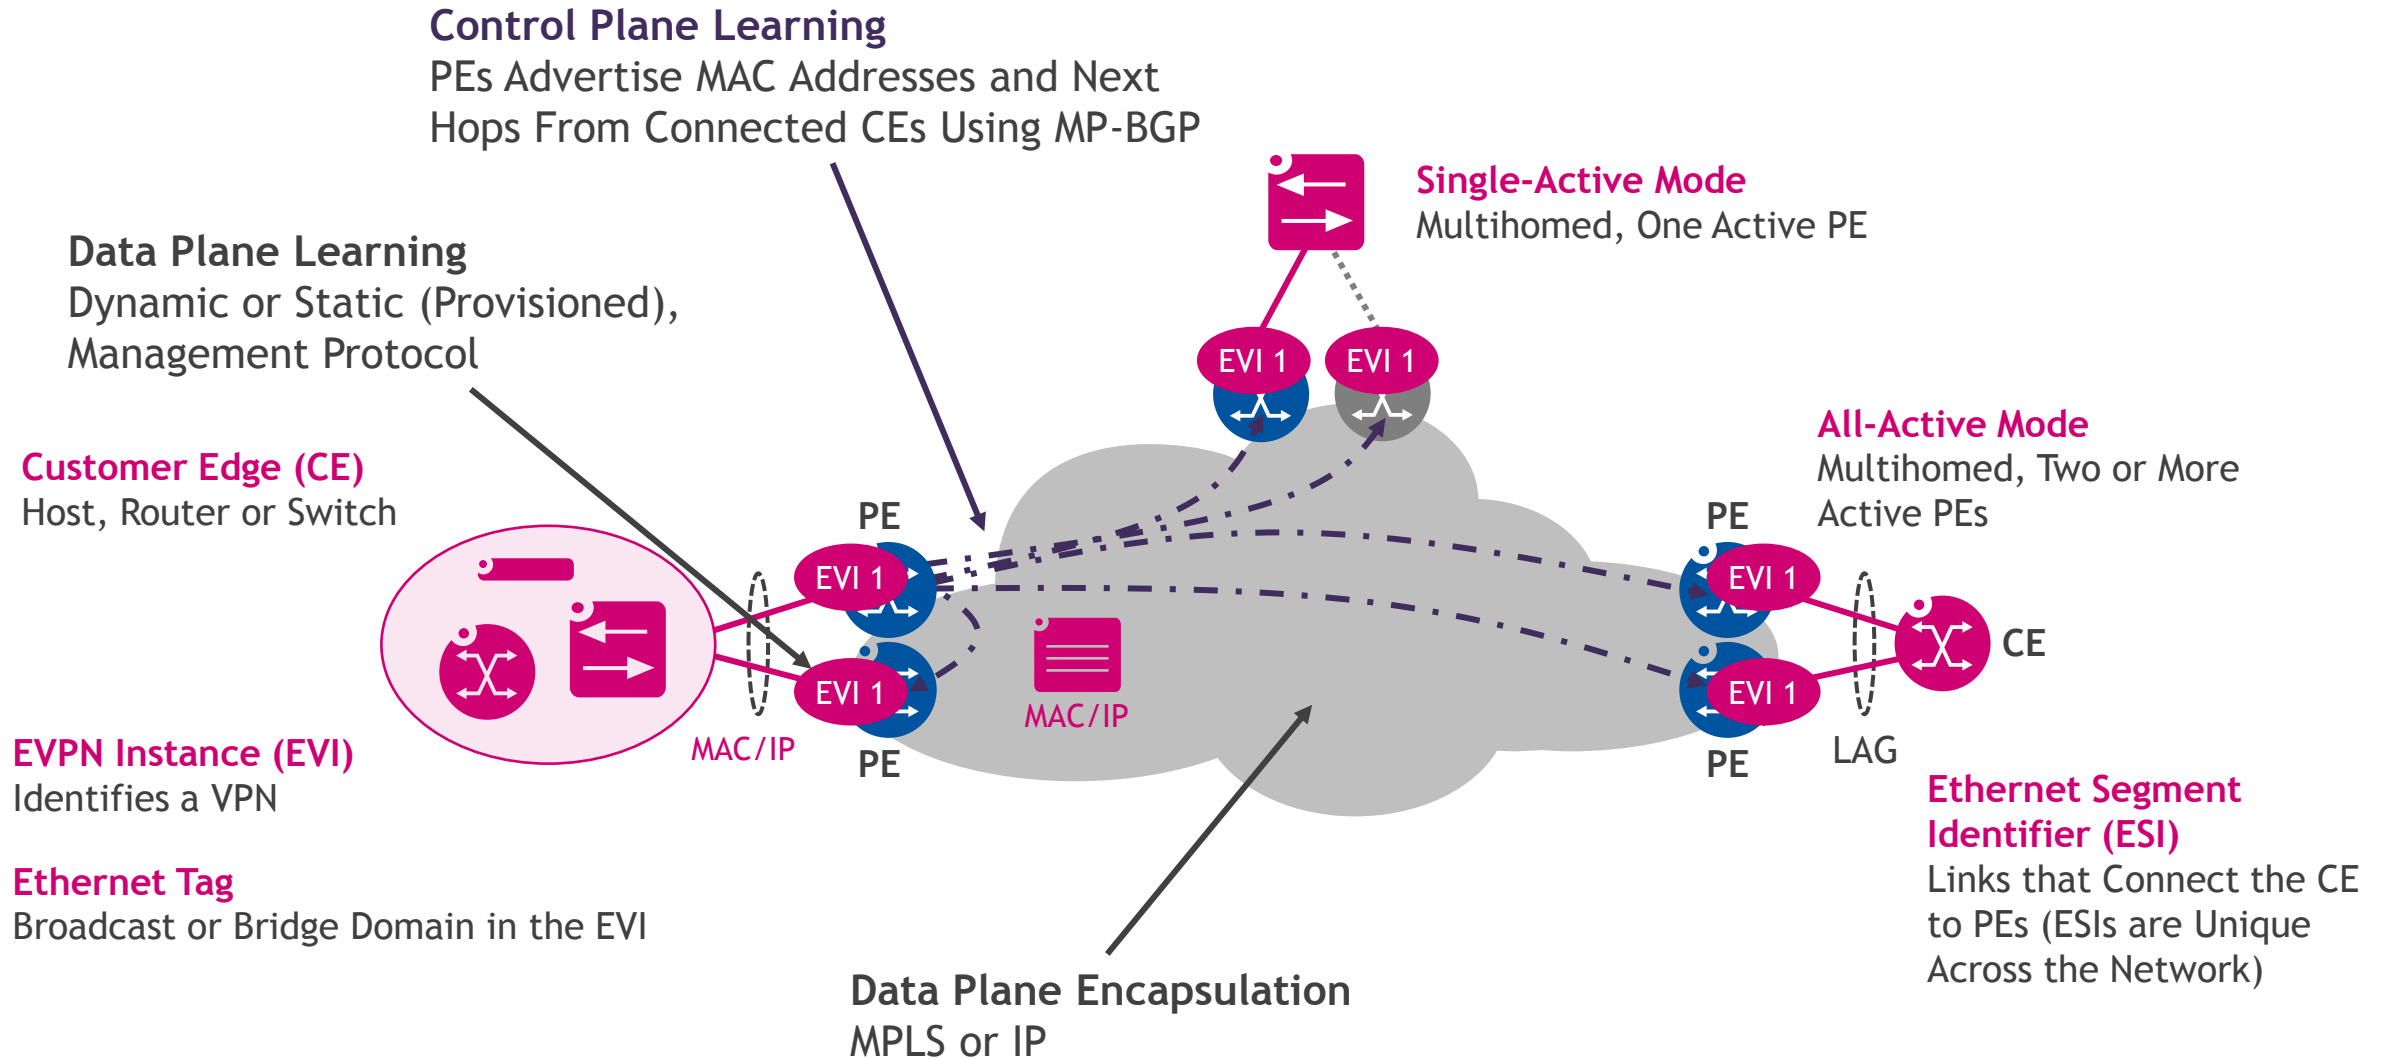 Control Plane Learning
PEs Advertise MAC Addresses and Next
Hops From Connected CEs Using MP-BGP
Single-Active Mode
Multihomed, One Active PE
Data Plane Learning
Dynamic or Static (Provisioned),
Management Protocol
EVI 1
EVI 1
All-Active Mode
Multihomed, Two or More
Active PEs
Customer Edge (CE)
Host, Router or Switch
PE
PE
EVI 1
EVI 1
CE
EVI 1
EVI 1
MAC/IP
MAC/IP
PE
PE
LAG
EVPN Instance (EVI)
Identifies a VPN
Ethernet Segment
Identifier (ESI)
Links that Connect the CE
to PEs (ESIs are Unique
Across the Network)
Ethernet Tag
Broadcast or Bridge Domain in the EVI
Data Plane Encapsulation
MPLS or IP